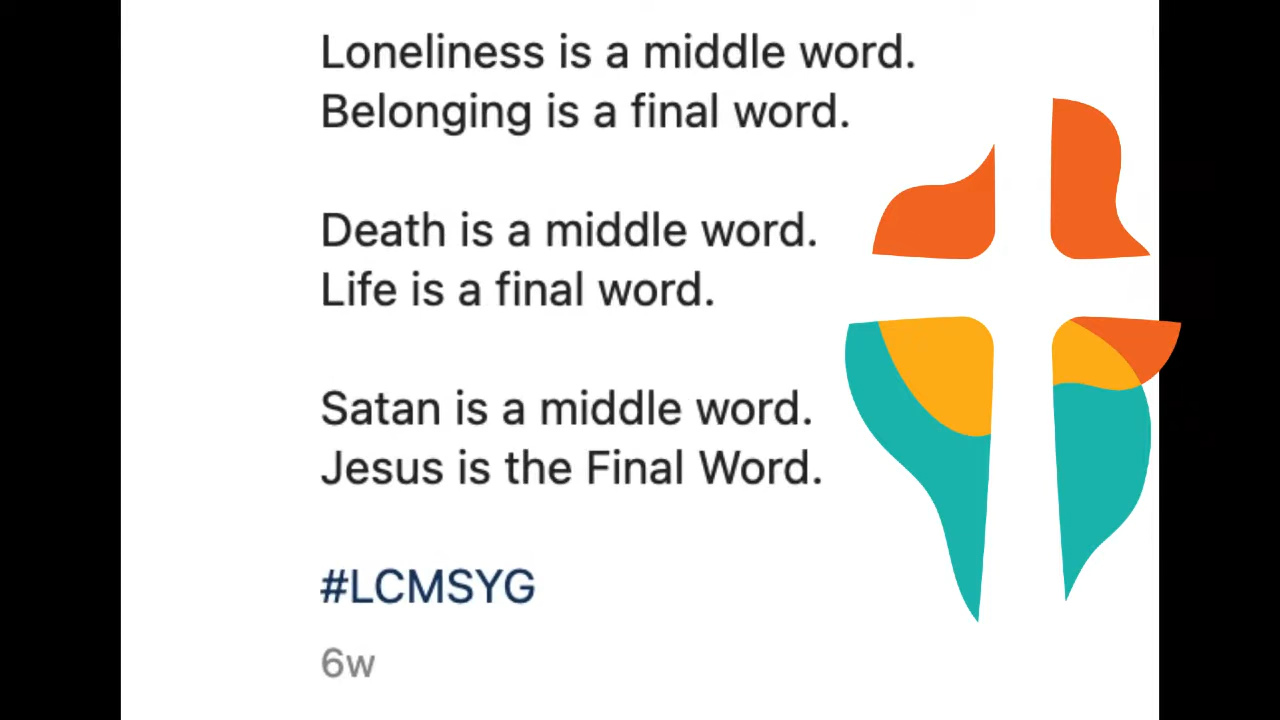 Loneliness is a middle word.
Belonging is a final word.
Death is a middle word.
Life is a final word.
Satan is a middle word.
Jesus is the Final Word.
#LCMSYG
6w